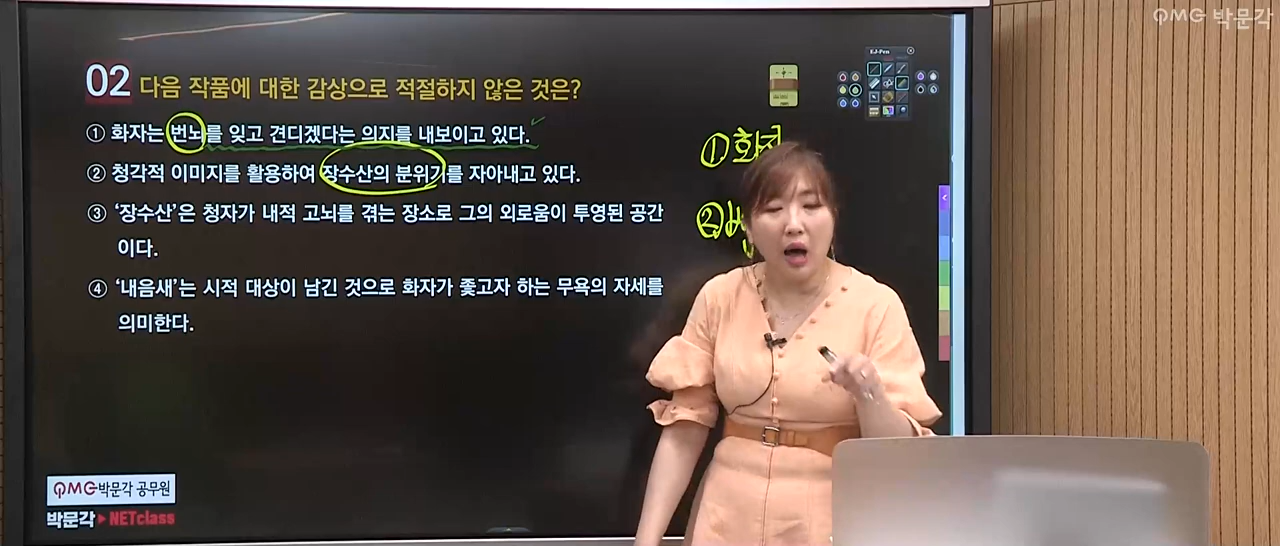 QMG 박문각
02 다음 작품에 대한 감상으로 적절하지 않은 것은?
① 화자는 번뇌를 잊고 견디겠다는 의지를 내보이고 있다.
② 청각적 이미지를 활용하여 장수산의 분위기를 자아내고 있다.
③ ‘장수산’은 청자가 내적 고뇌를 겪는 장소로 그의 외로움이 투영된 공간
이다.
④ ‘내음새’는 시적 대상이 남긴 것으로 화자가 좇고자 하는 무욕의 자세를
의미한다.
① 화자
②
EJ-Pen
QMG 박문각 공무원
박문각 ▶ NETclass